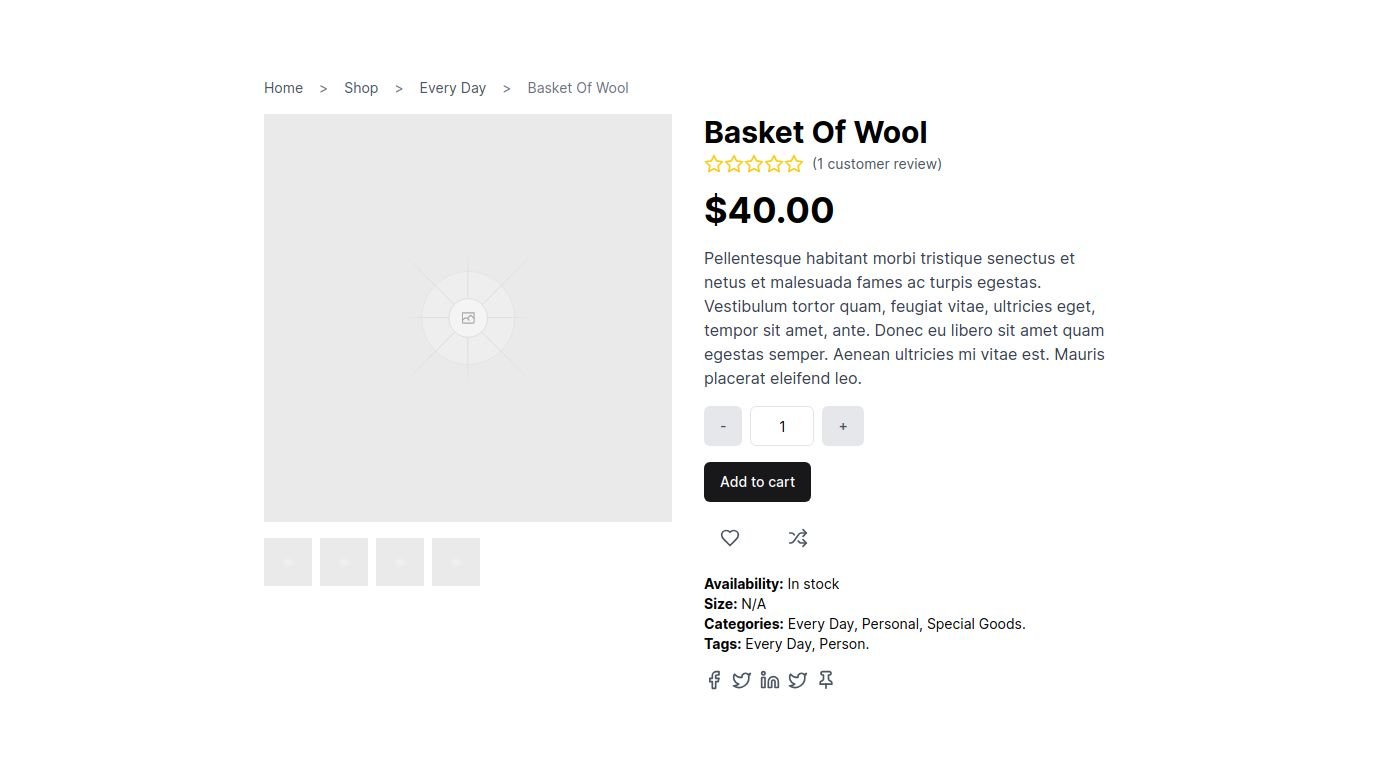 Home > Shop > Every Day > Basket Of Wool
Basket Of Wool
(1 customer review)
$40.00
Pellentesque habitant morbi tristique senectus et
netus et malesuada fames ac turpis egestas.
Vestibulum tortor quam, feugiat vitae, ultricies eget,
tempor sit amet, ante. Donec eu libero sit amet quam
egestas semper. Aenean ultricies mi vitae est. Mauris
placerat eleifend leo.
- 1 +
Add to cart
Availability: In stock
Size: N/A
Categories: Every Day, Personal, Special Goods.
Tags: Every Day, Person.